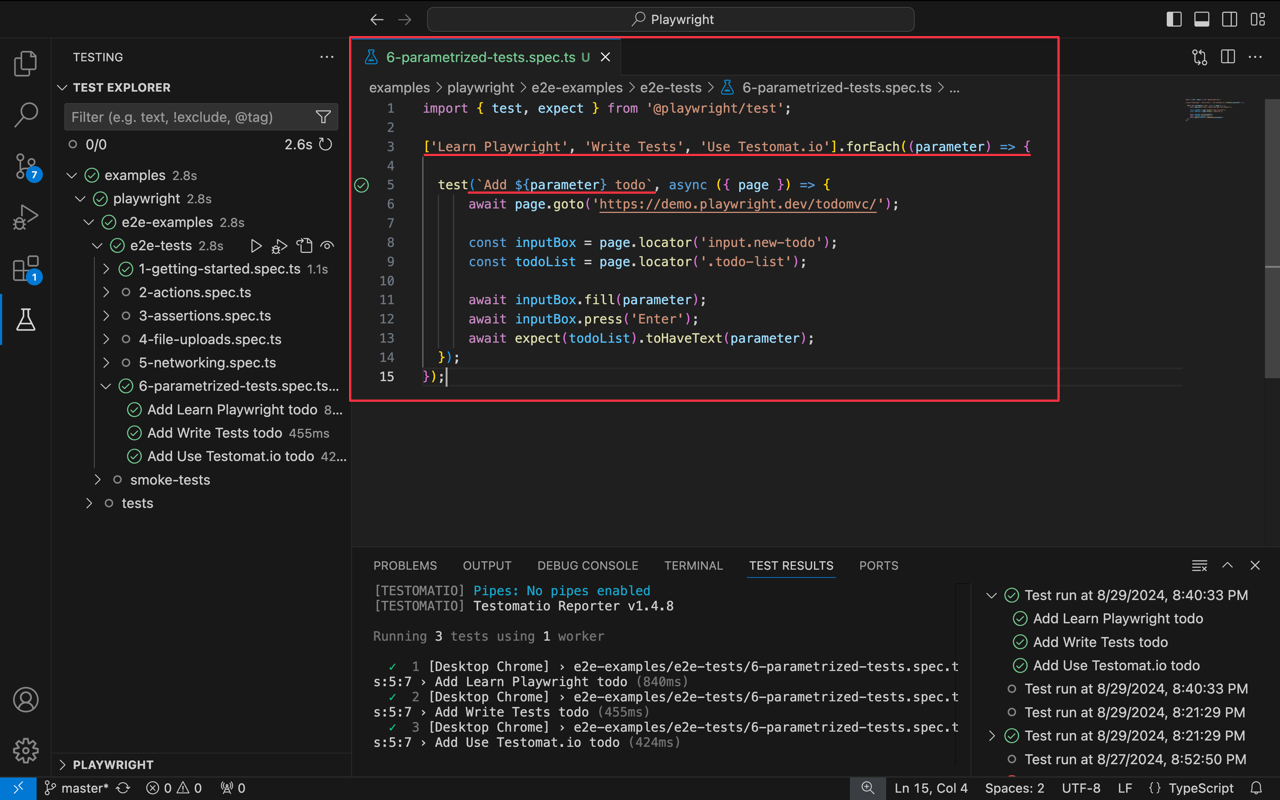 Playwright
TESTING
TEST EXPLORER
Filter (e.g. text, !exclude, @tag)
0/0 2.6s
examples 2.8s
playwright 2.8s
e2e-examples 2.8s
e2e-tests 2.8s
1-getting-started.spec.ts 1.1s
2-actions.spec.ts
3-assertions.spec.ts
4-file-uploads.spec.ts
5-networking.spec.ts
6-parametrized-tests.spec.ts...
Add Learn Playwright todo 8...
Add Write Tests todo 455ms
Add Use Testomat.io todo 42...
smoke-tests
tests
PLAYWRIGHT
7
1
6-parametrized-tests.spec.ts U
examples > playwright > e2e-examples > e2e-tests > 6-parametrized-tests.spec.ts > ...
1 import { test, expect } from '@playwright/test';
2
3 ['Learn Playwright', 'Write Tests', 'Use Testomat.io'].forEach((parameter) => {
4
5 test(`Add ${parameter} todo`, async ({ page }) => {
6 await page.goto('https://demo.playwright.dev/todomvc/');
7
8 const inputBox = page.locator('input.new-todo');
9 const todoList = page.locator('.todo-list');
10
11 await inputBox.fill(parameter);
12 await inputBox.press('Enter');
13 await expect(todoList).toHaveText(parameter);
14 });
15 });
PROBLEMS OUTPUT DEBUG CONSOLE TERMINAL TEST RESULTS PORTS
[TESTOMATIO] Pipes: No pipes enabled
[TESTOMATIO] Testomatio Reporter v1.4.8
Running 3 tests using 1 worker
✓ 1 [Desktop Chrome] › e2e-examples/e2e-tests/6-parametrized-tests.spec.t
s:5:7 › Add Learn Playwright todo (840ms)
✓ 2 [Desktop Chrome] › e2e-examples/e2e-tests/6-parametrized-tests.spec.t
s:5:7 › Add Write Tests todo (455ms)
✓ 3 [Desktop Chrome] › e2e-examples/e2e-tests/6-parametrized-tests.spec.t
s:5:7 › Add Use Testomat.io todo (424ms)
Test run at 8/29/2024, 8:40:33 PM
Add Learn Playwright todo
Add Write Tests todo
Add Use Testomat.io todo
Test run at 8/29/2024, 8:40:33 PM
Test run at 8/29/2024, 8:21:29 PM
Test run at 8/29/2024, 8:21:29 PM
Test run at 8/27/2024, 8:52:50 PM
master* 0 0 0 Ln 15, Col 4 Spaces: 2 UTF-8 LF {} TypeScript